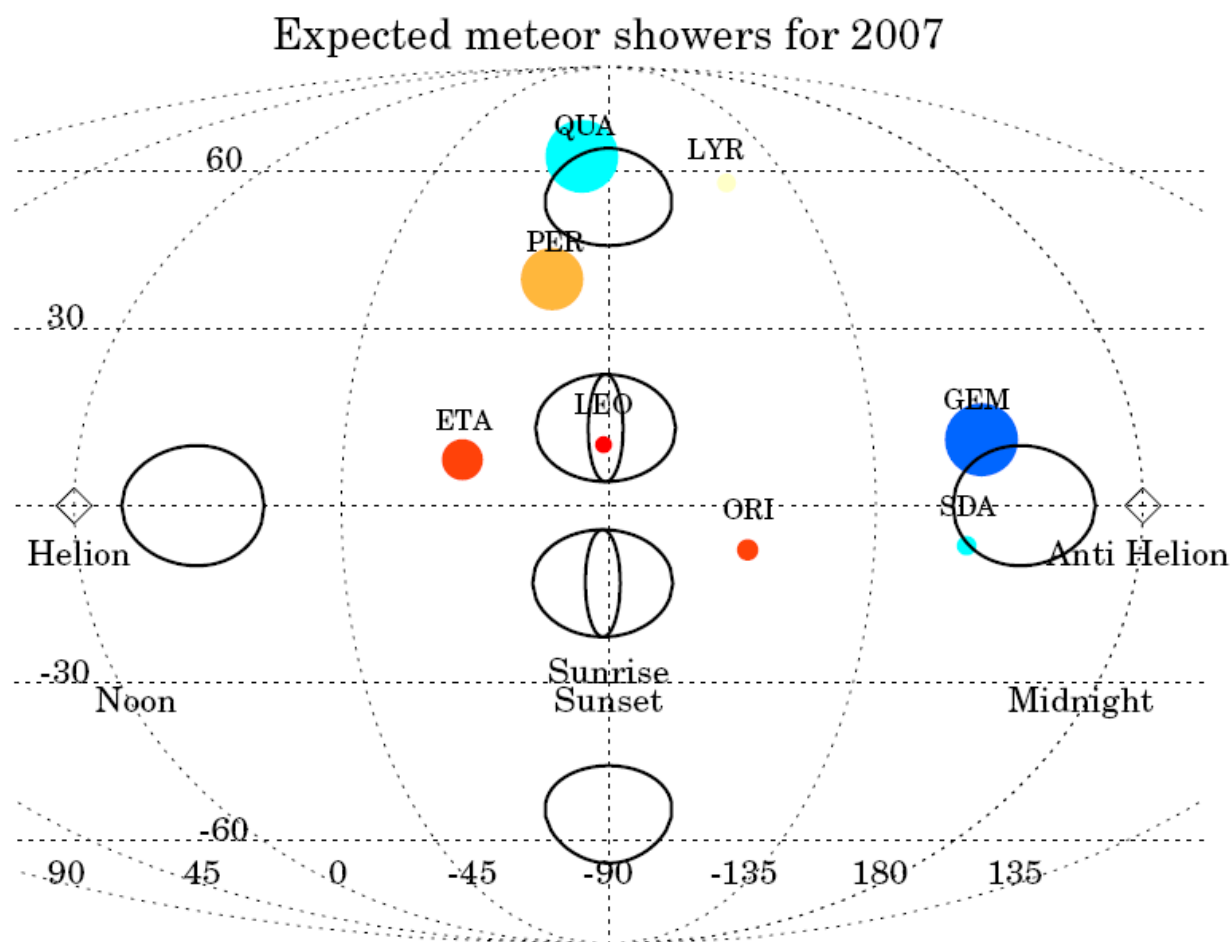 Expected meteor showers for 2007
QUA
LYR
60
PER
30
GEM
LEO
ETA
ORI
SDA
Helion
Anti Helion
-30
Sunrise
Noon
Sunset
Midnight
-60
90 45 0 -45 -90 -135 180 135